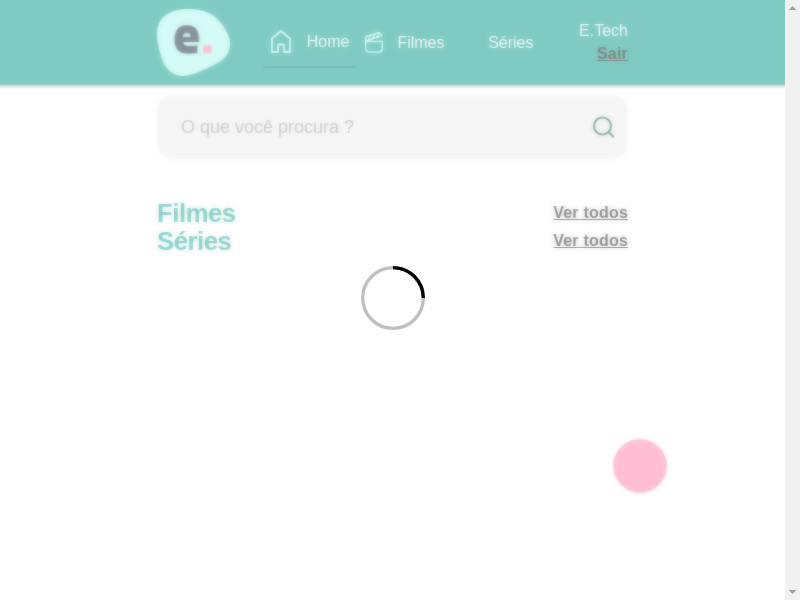 e.
Home
Filmes
Séries
E.Tech
Sair
O que você procura ?
Filmes
Ver todos
Séries
Ver todos